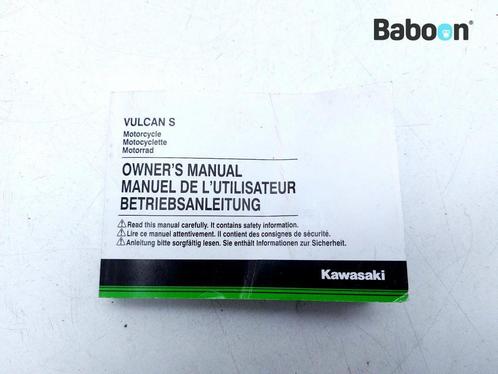 Baboon
VULCAN S
Motorcycle
Motocyclette
Motorrad
OWNER'S MANUAL
MANUEL DE L'UTILISATEUR
BETRIEBSANLEITUNG
Read this manual carefully. It contains safety information.
Lire ce manuel attentivement. Il contient des consignes de sécurité.
Anleitung bitte sorgfältig lesen. Sie enthält Informationen zur Sicherheit.
Kawasaki